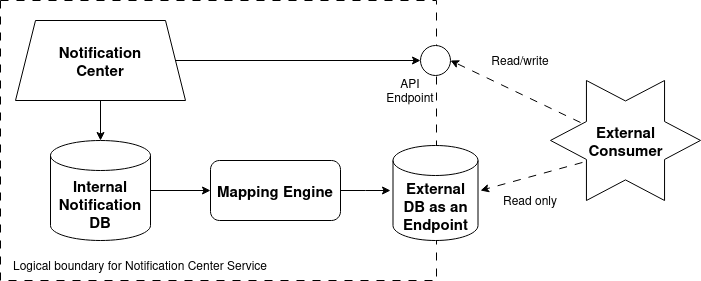 Notification
Center
Read/write
API
Endpoint
External
Consumer
Internal
Notification
DB
Mapping Engine
External
DB as an
Endpoint
Read only
Logical boundary for Notification Center Service